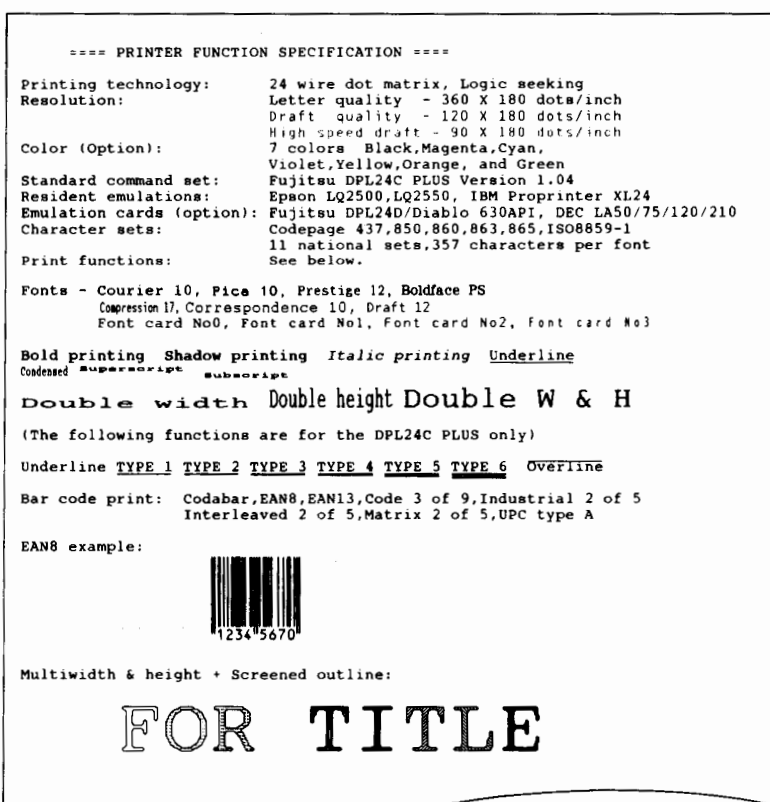 ==== PRINTER FUNCTION SPECIFICATION ====
Printing technology: 24 wire dot matrix, Logic seeking
Resolution: Letter quality - 360 X 180 dots/inch
Draft quality - 120 X 180 dots/inch
High speed draft - 90 X 180 dots/inch
Color (Option): 7 colors Black,Magenta,Cyan,
Violet,Yellow,Orange, and Green
Standard command set: Fujitsu DPL24C PLUS Version 1.04
Resident emulations: Epson LQ2500,LQ2550, IBM Proprinter XL24
Emulation cards (option): Fujitsu DPL24D/Diablo 630API, DEC LA50/75/120/210
Character sets: Codepage 437,850,860,863,865,ISO8859-1
11 national sets,357 characters per font
Print functions: See below.
Fonts - Courier 10, Pica 10, Prestige 12, Boldface PS
Compression 17, Correspondence 10, Draft 12
Font card No0, Font card No1, Font card No2, Font card No3
Bold printing Shadow printing Italic printing Underline
Condensed Superscript Subscript
Double width Double height Double W & H
(The following functions are for the DPL24C PLUS only)
Underline TYPE 1 TYPE 2 TYPE 3 TYPE 4 TYPE 5 TYPE 6 Overline
Bar code print: Codabar,EAN8,EAN13,Code 3 of 9,Industrial 2 of 5
Interleaved 2 of 5,Matrix 2 of 5,UPC type A
EAN8 example:
1234 5670
Multiwidth & height + Screened outline:
FOR TITLE